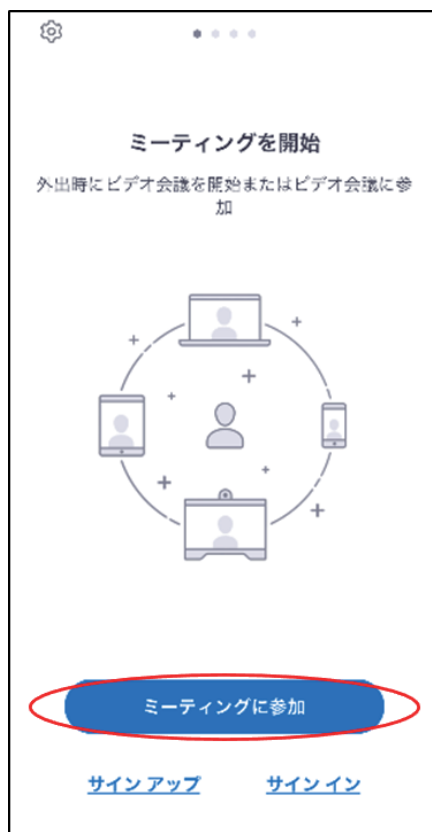 ミーティングを開始
外出時にビデオ会議を開始またはビデオ会議に参
加
ミーティングに参加
サイン アップ
サイン イン